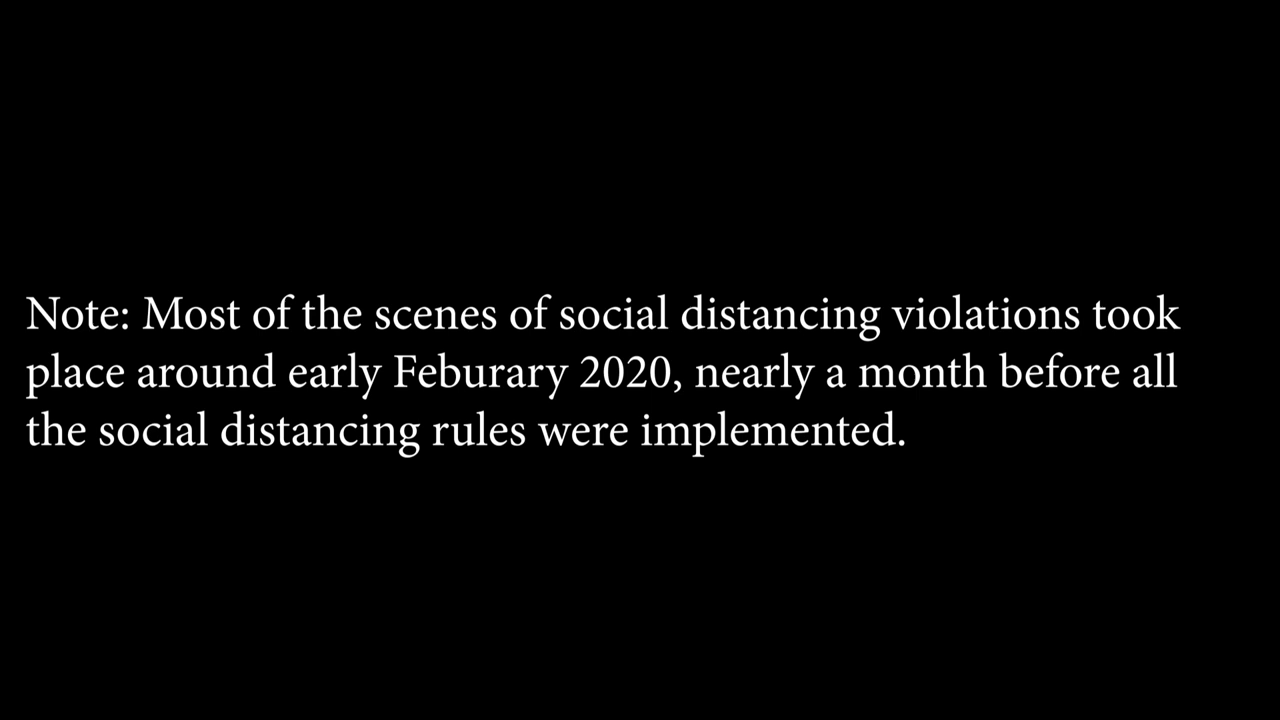 Note: Most of the scenes of social distancing violations took
place around early Feburary 2020, nearly a month before all
the social distancing rules were implemented.